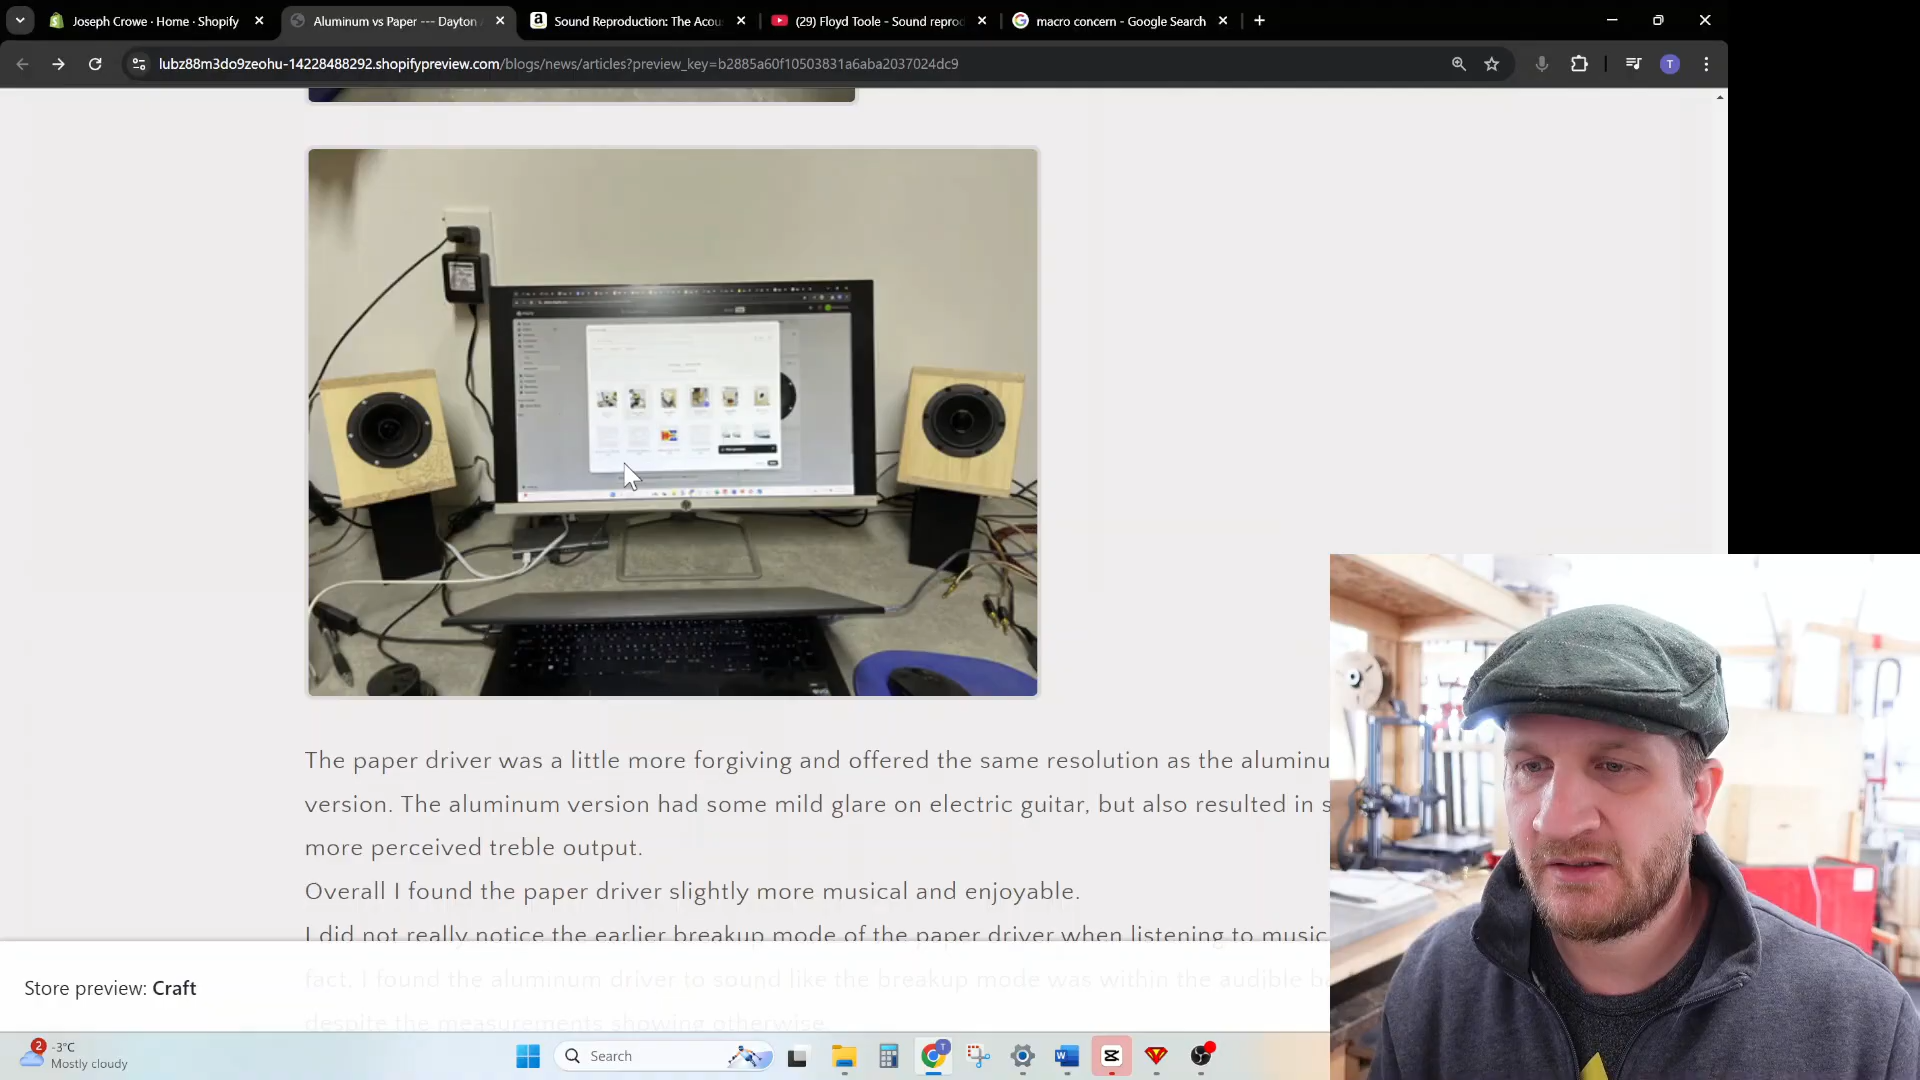 Joseph Crowe · Home · Shopify
Aluminum vs Paper --- Dayton
Sound Reproduction: The Acou
(29) Floyd Toole - Sound reprod
macro concern - Google Search
lubz88m3do9zeohu-14228488292.shopifypreview.com/blogs/news/articles?preview_key=b2885a60f10503831a6aba2037024dc9
T
The paper driver was a little more forgiving and offered the same resolution as the aluminu
version. The aluminum version had some mild glare on electric guitar, but also resulted in s
more perceived treble output.
Overall I found the paper driver slightly more musical and enjoyable.
I did not really notice the earlier breakup mode of the paper driver when listening to music
fact, I found the aluminum driver to sound like the breakup mode was within the audible b
despite the measurements showing otherwise.
Store preview: Craft
2
-3°C
Mostly cloudy
Search
T